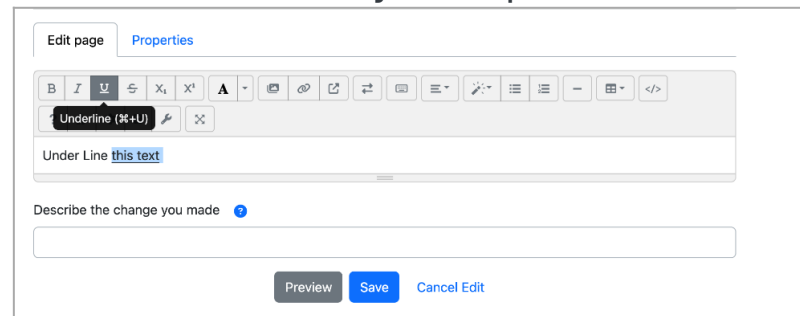 Edit page Properties
B I U S X₁ X¹ A
Underline (⌘+U)
Under Line this text
Describe the change you made ?
Preview Save Cancel Edit